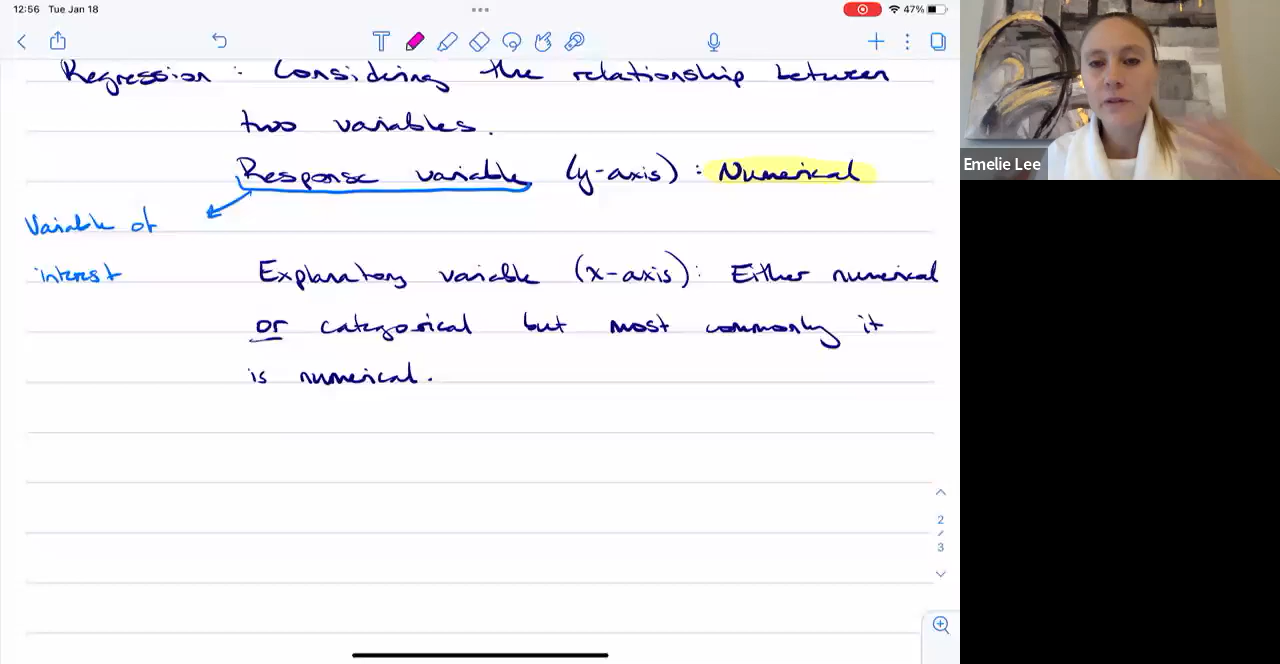 12:56 Tue Jan 18
47%
Regression : Considering the relationship between
two variables.
Response variable (y-axis) : Numerical
Variable of
interest
Explanatory variable (x-axis) : Either numerical
or categorical but most commonly it
is numerical.
2
/
3
Emelie Lee